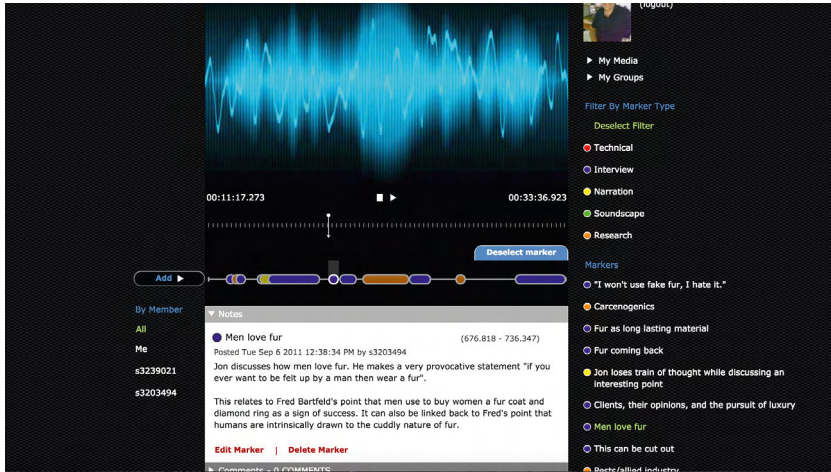 (logout)
My Media
My Groups
Filter By Marker Type
Deselect Filter
Technical
Interview
Narration
Soundscape
Research
Markers
"I won't use fake fur, I hate it."
Carcenogenics
Fur as long lasting material
Fur coming back
Jon loses train of thought while discussing an
interesting point
Clients, their opinions, and the pursuit of luxury
Men love fur
This can be cut out
Pests/allied industry
00:11:17.273
00:33:36.923
Deselect marker
Add
By Member
All
Me
s3239021
s3203494
Notes
Men love fur
(676.818 - 736.347)
Posted Tue Sep 6 2011 12:38:34 PM by s3203494
Jon discusses how men love fur. He makes a very provocative statement "if you
ever want to be felt up by a man then wear a fur".
This relates to Fred Bartfeld's point that men use to buy women a fur coat and
diamond ring as a sign of success. It can also be linked back to Fred's point that
humans are intrinsically drawn to the cuddly nature of fur.
Edit Marker | Delete Marker
Comments - 0 COMMENTS